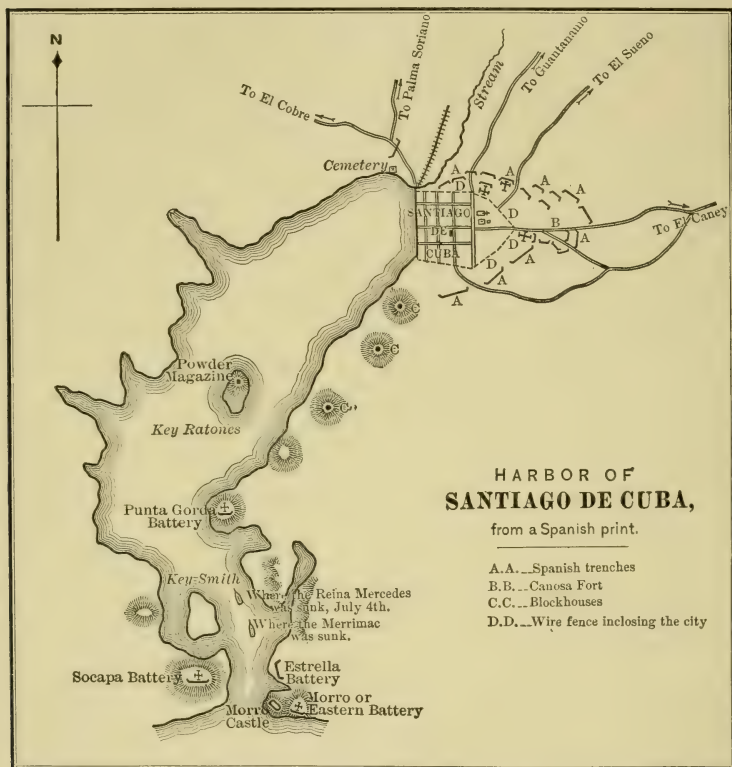 N
To El Cobre
To Palma Soriano
Stream
To Guantanamo
To El Sueno
Cemetery
A
D
A
A
A
SANTIAGO
DE
CUBA
D
B
D
A
To El Caney
D
A
A
C
C
C
Powder
Magazine
Key Ratones
Punta Gorda
Battery
Key-Smith
Where the Reina Mercedes
was sunk, July 4th.
Where the Merrimac
was sunk.
Socapa Battery
Estrella
Battery
Morro
Castle
Morro or
Eastern Battery
HARBOR OF
SANTIAGO DE CUBA,
from a Spanish print.
A.A.__Spanish trenches
B.B.__Canosa Fort
C.C.__Blockhouses
D.D.__Wire fence inclosing the city